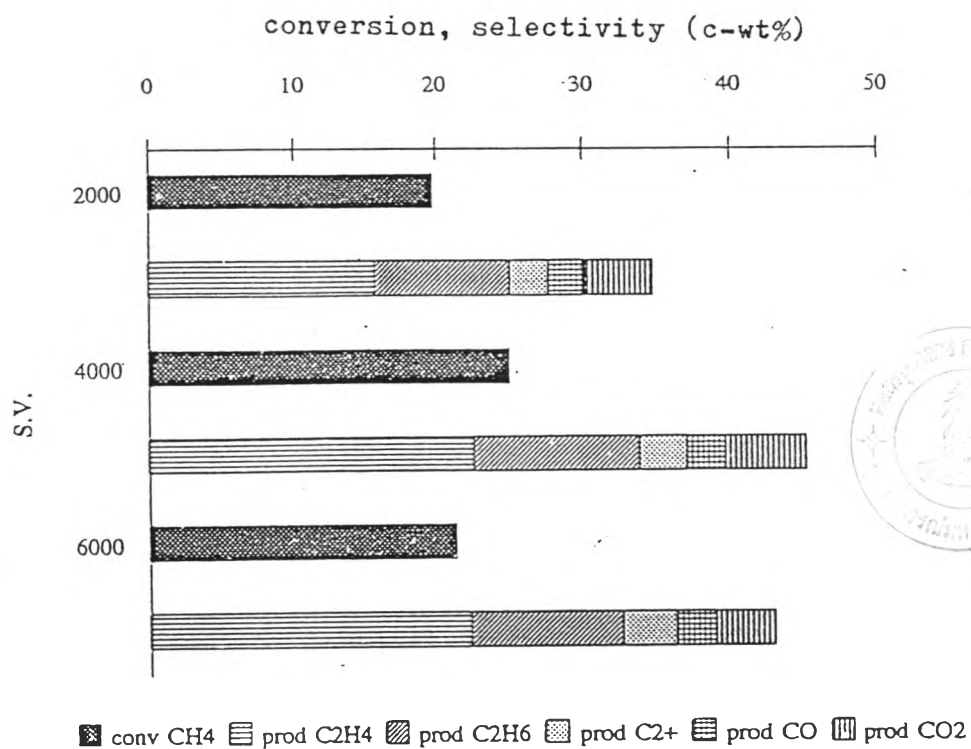 conversion, selectivity (c-wt%)
0 10 20 30 40 50
2000
4000
S.V.
6000
conv CH4 prod C2H4 prod C2H6 prod C2+ prod CO prod CO2